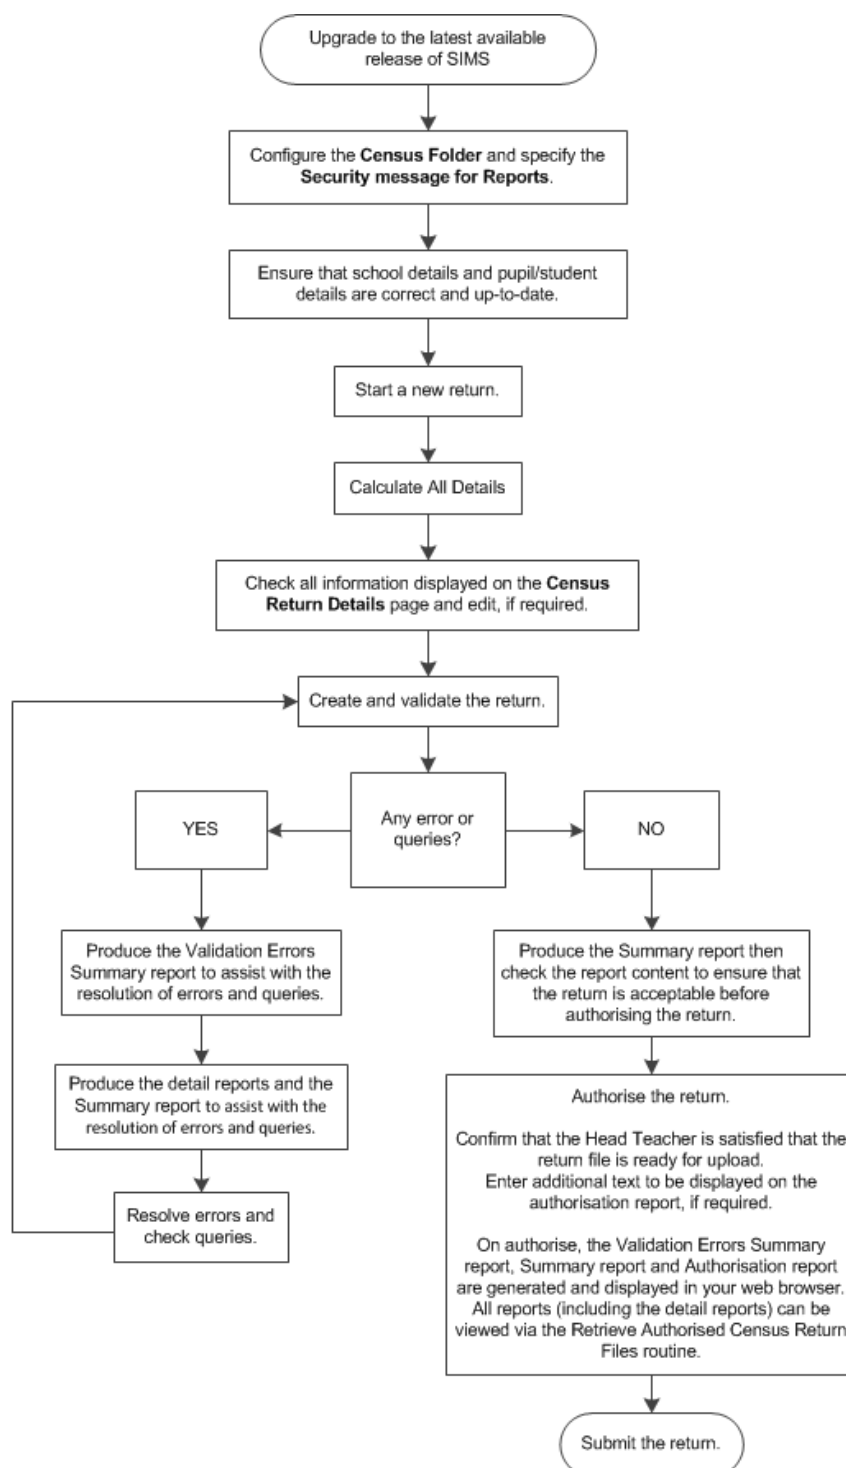 Upgrade to the latest available
release of SIMS
Configure the Census Folder and specify the
Security message for Reports.
Ensure that school details and pupil/student
details are correct and up-to-date.
Start a new return.
Calculate All Details
Check all information displayed on the Census
Return Details page and edit, if required.
Create and validate the return.
Any error or
queries?
YES
NO
Produce the Validation Errors
Summary report to assist with the
resolution of errors and queries.
Produce the detail reports and the
Summary report to assist with the
resolution of errors and queries.
Resolve errors and
check queries.
Produce the Summary report then
check the report content to ensure that
the return is acceptable before
authorising the return.
Authorise the return.
Confirm that the Head Teacher is satisfied that the
return file is ready for upload.
Enter additional text to be displayed on the
authorisation report, if required.
On authorise, the Validation Errors Summary
report, Summary report and Authorisation report
are generated and displayed in your web browser.
All reports (including the detail reports) can be
viewed via the Retrieve Authorised Census Return
Files routine.
Submit the return.